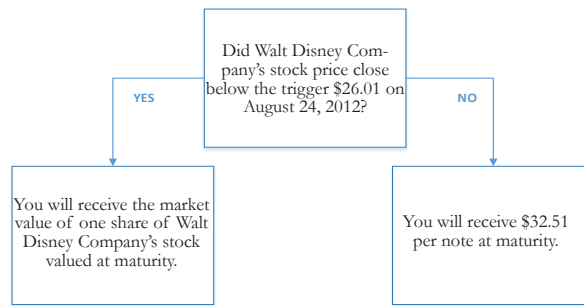 Did Walt Disney Com-
pany's stock price close
below the trigger $26.01 on
August 24, 2012?
YES
NO
You will receive the market
value of one share of Walt
Disney Company's stock
valued at maturity.
You will receive $32.51
per note at maturity.